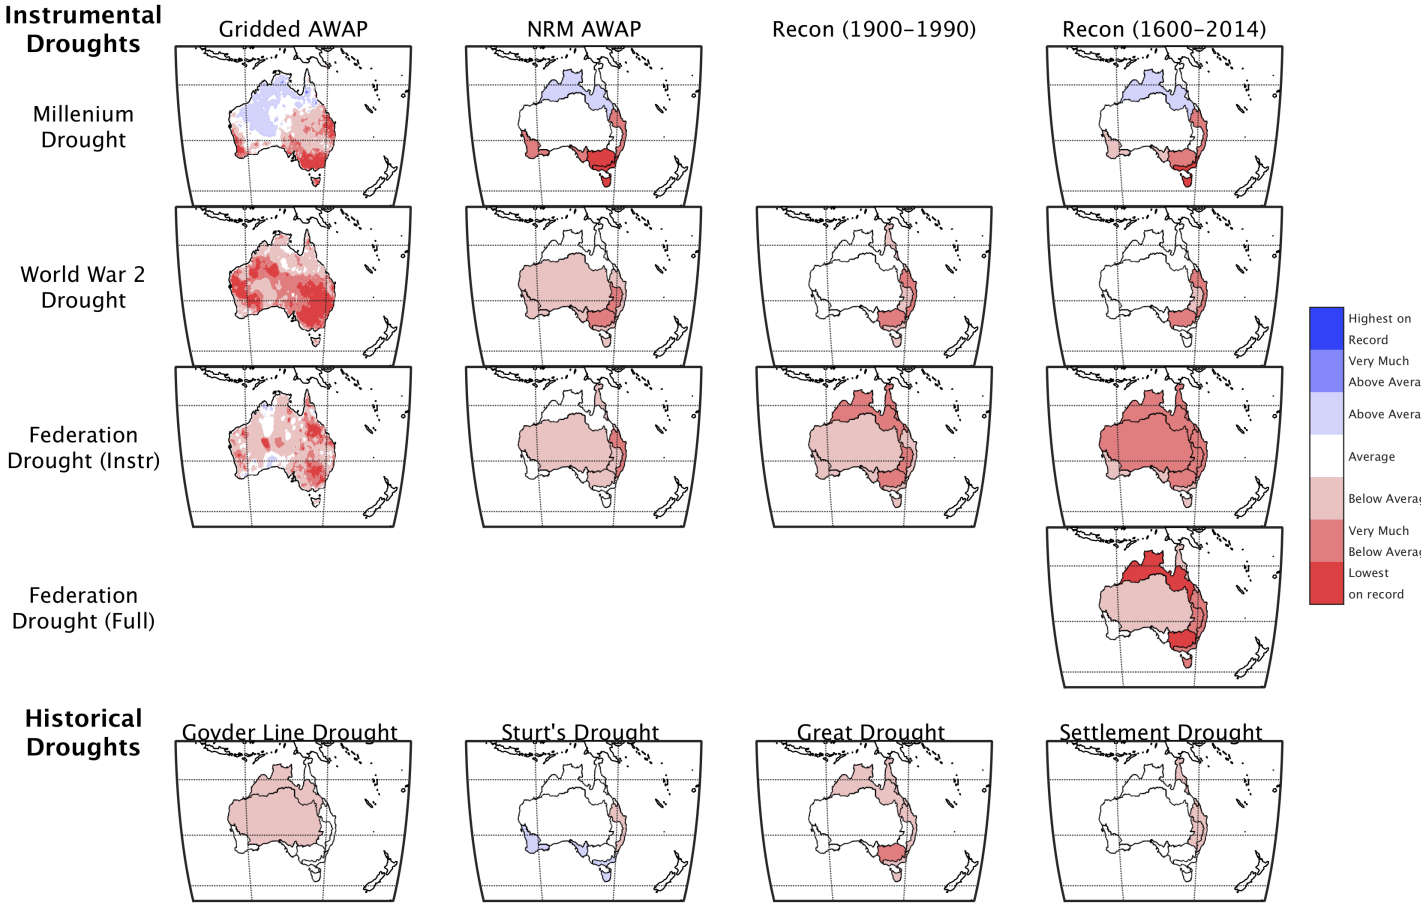 Instrumental
Droughts
Gridded AWAP
NRM AWAP
Recon (1900-1990)
Recon (1600-2014)
Millenium
Drought
World War 2
Drought
Federation
Drought (Instr)
Federation
Drought (Full)
Highest on
Record
Very Much
Above Avera
Above Avera
Average
Below Averag
Very Much
Below Averag
Lowest
on record
Historical
Droughts
Goyder Line Drought
Sturt's Drought
Great Drought
Settlement Drought